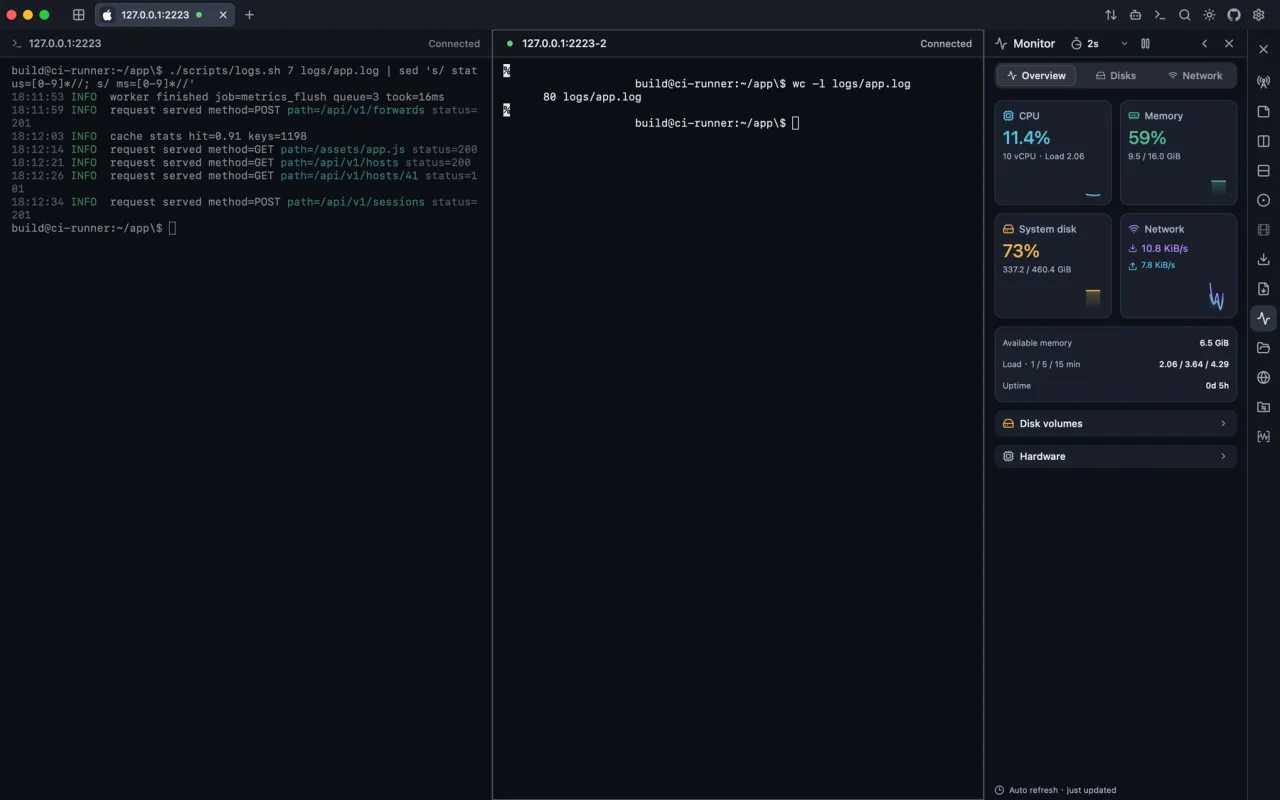 127.0.0.1:2223
127.0.0.1:2223 Connected
build@ci-runner:~/app\$ ./scripts/logs.sh 7 logs/app.log | sed 's/ stat
us=[0-9]*//; s/ ms=[0-9]*//'
18:11:53 INFO worker finished job=metrics_flush queue=3 took=16ms
18:11:59 INFO request served method=POST path=/api/v1/forwards status=
201
18:12:03 INFO cache stats hit=0.91 keys=1198
18:12:14 INFO request served method=GET path=/assets/app.js status=200
18:12:21 INFO request served method=GET path=/api/v1/hosts status=200
18:12:26 INFO request served method=GET path=/api/v1/hosts/41 status=1
01
18:12:34 INFO request served method=POST path=/api/v1/sessions status=
201
build@ci-runner:~/app\$
127.0.0.1:2223-2 Connected
%
build@ci-runner:~/app\$ wc -l logs/app.log
80 logs/app.log
%
build@ci-runner:~/app\$
Monitor 2s
Overview Disks Network
CPU
11.4%
10 vCPU · Load 2.06
Memory
59%
9.5 / 16.0 GiB
System disk
73%
337.2 / 460.4 GiB
Network
10.8 KiB/s
7.8 KiB/s
Available memory 6.5 GiB
Load · 1 / 5 / 15 min 2.06 / 3.64 / 4.29
Uptime 0d 5h
Disk volumes
Hardware
Auto refresh · just updated